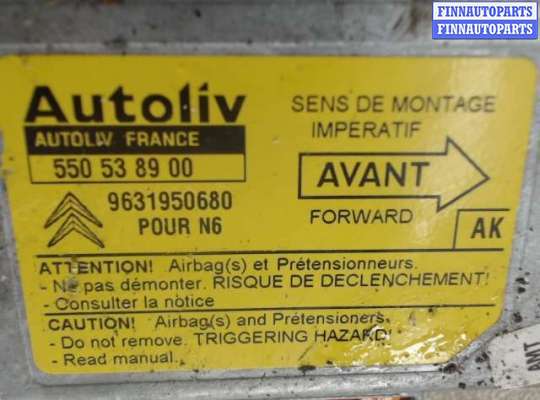 FINNAUTOPARTS
FINNAUTOPARTS
Autoliv
AUTOLIV FRANCE
550 53 89 00
9631950680
POUR N6
SENS DE MONTAGE
IMPERATIF
AVANT
FORWARD
AK
ATTENTION! Airbag(s) et Prétensionneurs.
- Ne pas démonter. RISQUE DE DECLENCHEMENT!
- Consulter la notice
CAUTION! Airbag(s) and Prétensioners.
- Do not remove. TRIGGERING HAZARD!
- Read manual.
AMT